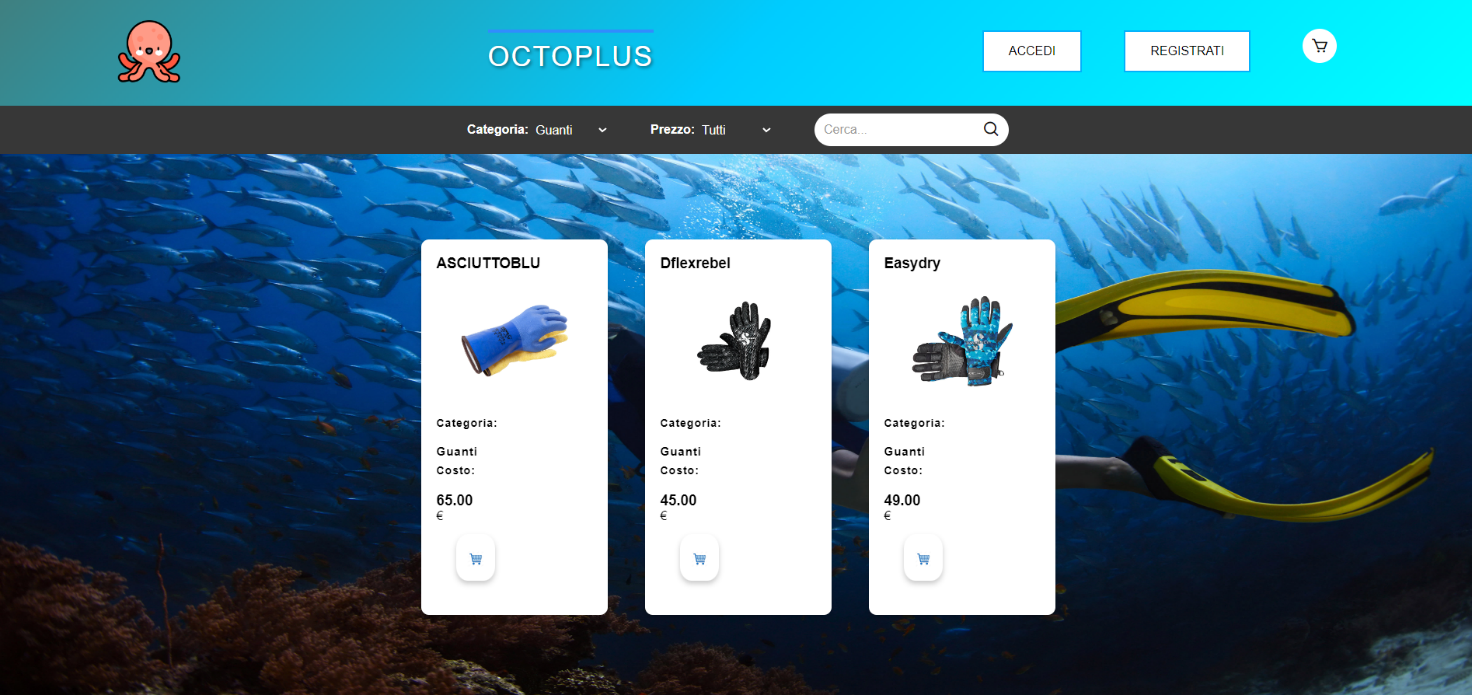 OCTOPLUS
ACCEDI
REGISTRATI
Categoria: Guanti
Prezzo: Tutti
Cerca...
ASCIUTTOBLU
Categoria:
Guanti
Costo:
65.00
€
Dflexrebel
Categoria:
Guanti
Costo:
45.00
€
Easydry
Categoria:
Guanti
Costo:
49.00
€